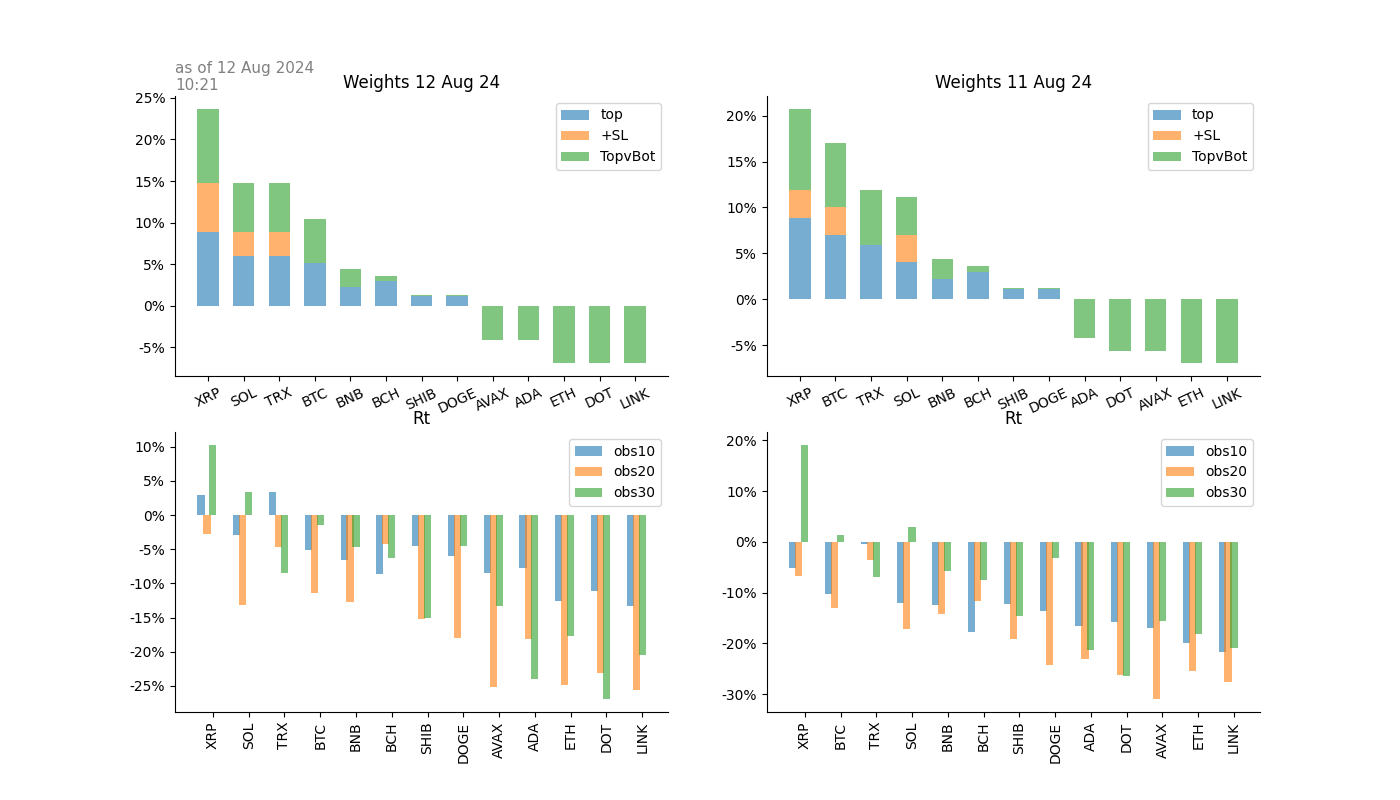 as of 12 Aug 2024
10:21
Weights 12 Aug 24
25%
20%
15%
10%
5%
0%
-5%
top
+SL
TopvBot
XRP SOL TRX BTC BNB BCH SHIB DOGE AVAX ADA ETH DOT LINK
Weights 11 Aug 24
20%
15%
10%
5%
0%
-5%
top
+SL
TopvBot
XRP BTC TRX SOL BNB BCH SHIB DOGE ADA DOT AVAX ETH LINK
Rt
10%
5%
0%
-5%
-10%
-15%
-20%
-25%
obs10
obs20
obs30
XRP SOL TRX BTC BNB BCH SHIB DOGE AVAX ADA ETH DOT LINK
Rt
20%
10%
0%
-10%
-20%
-30%
obs10
obs20
obs30
XRP BTC TRX SOL BNB BCH SHIB DOGE ADA DOT AVAX ETH LINK